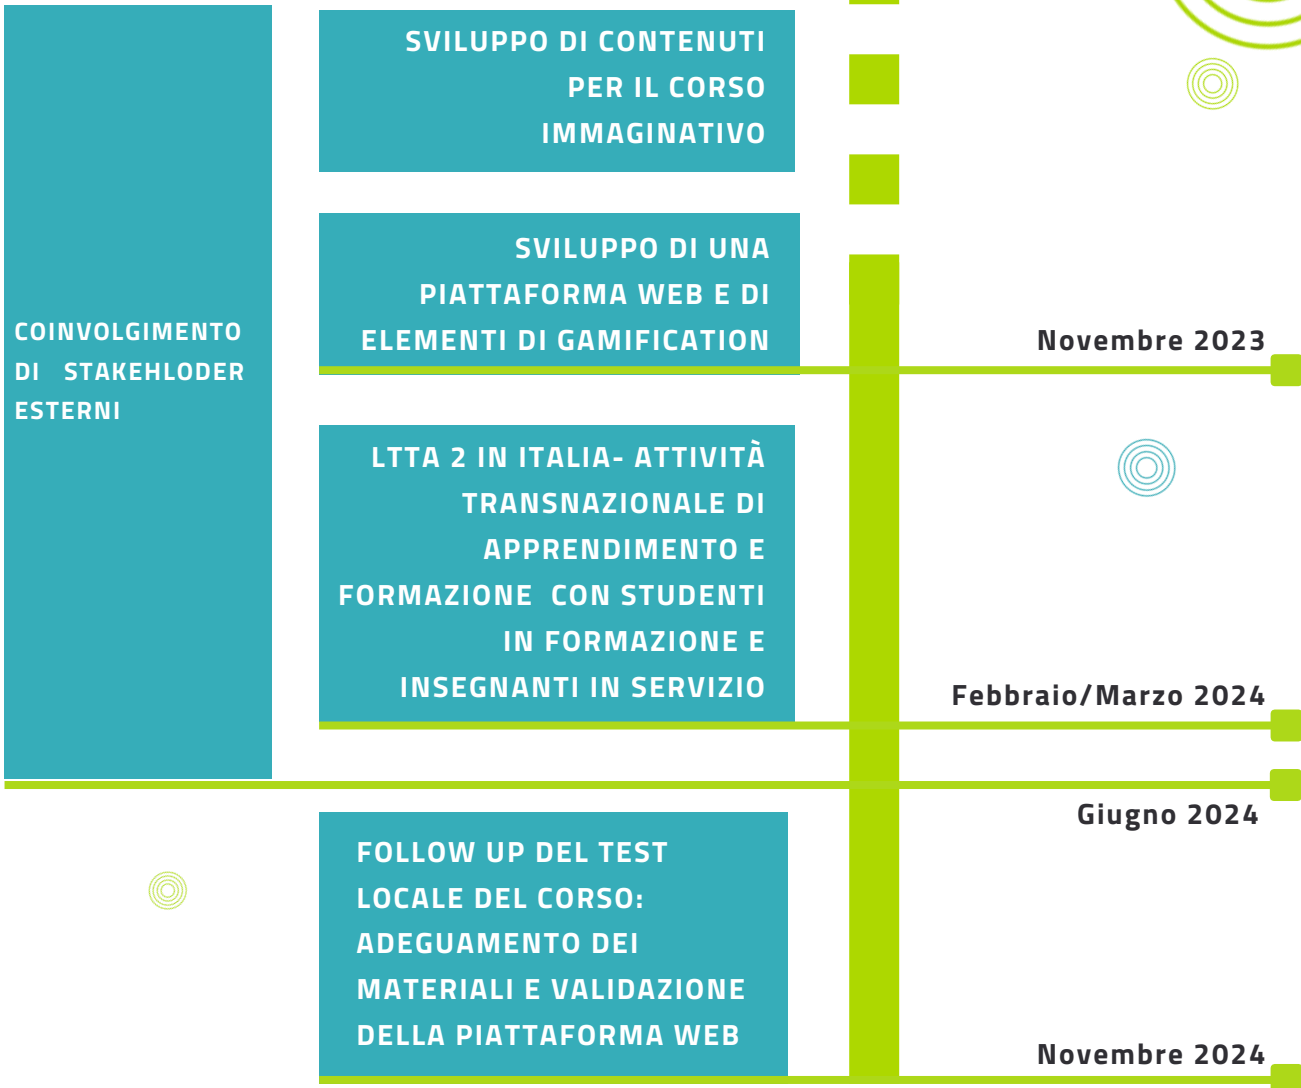 SVILUPPO DI CONTENUTI
PER IL CORSO
IMMAGINATIVO
SVILUPPO DI UNA
PIATTAFORMA WEB E DI
ELEMENTI DI GAMIFICATION
Novembre 2023
COINVOLGIMENTO
DI STAKEHLODER
ESTERNI
LTTA 2 IN ITALIA- ATTIVITÀ
TRANSNAZIONALE DI
APPRENDIMENTO E
FORMAZIONE CON STUDENTI
IN FORMAZIONE E
INSEGNANTI IN SERVIZIO
Febbraio/Marzo 2024
Giugno 2024
FOLLOW UP DEL TEST
LOCALE DEL CORSO:
ADEGUAMENTO DEI
MATERIALI E VALIDAZIONE
DELLA PIATTAFORMA WEB
Novembre 2024